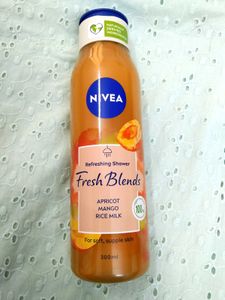 NIVEA
Refreshing Shower
Fresh Blends
APRICOT
MANGO
RICE MILK
For soft, supple skin
300ml